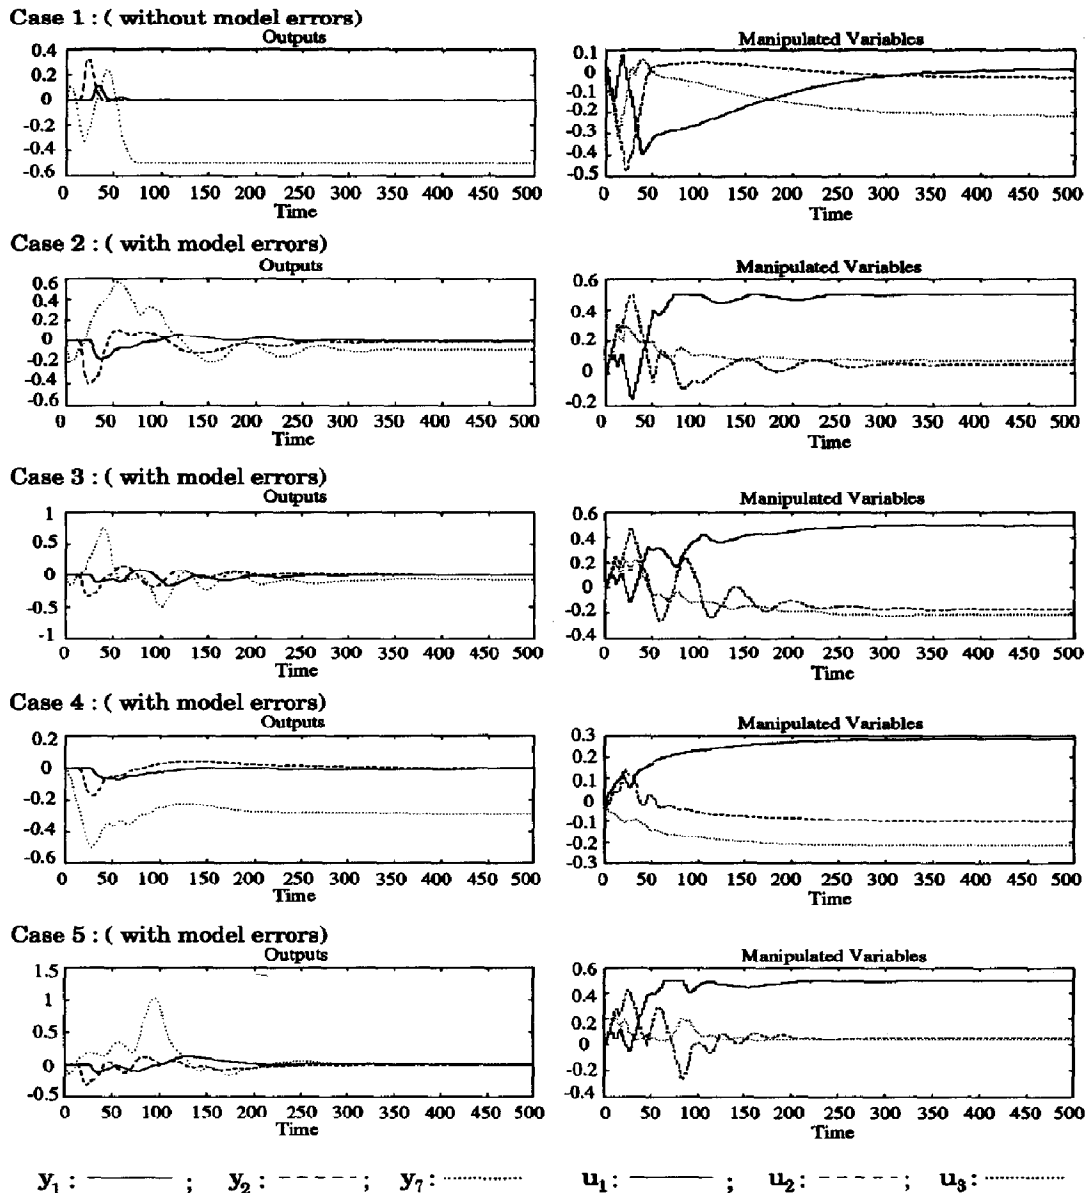 Case 1 : ( without model errors)
Outputs
Manipulated Variables
0.4
0.2
0
-0.2
-0.4
-0.6
0 50 100 150 200 250 300 350 400 450 500
Time
0.1
0
-0.1
-0.2
-0.3
-0.4
-0.5
0 50 100 150 200 250 300 350 400 450 500
Time
Case 2 : ( with model errors)
Outputs
Manipulated Variables
0.6
0.4
0.2
0
-0.2
-0.4
-0.6
0 50 100 150 200 250 300 350 400 450 500
Time
0.6
0.4
0.2
0
-0.2
0 50 100 150 200 250 300 350 400 450 500
Time
Case 3 : ( with model errors)
Outputs
Manipulated Variables
1
0.5
0
-0.5
-1
0 50 100 150 200 250 300 350 400 450 500
Time
0.6
0.4
0.2
0
-0.2
-0.4
0 50 100 150 200 250 300 350 400 450 500
Time
Case 4 : ( with model errors)
Outputs
Manipulated Variables
0.2
0
-0.2
-0.4
-0.6
0 50 100 150 200 250 300 350 400 450 500
Time
0.3
0.2
0.1
0
-0.1
-0.2
-0.3
0 50 100 150 200 250 300 350 400 450 500
Time
Case 5 : ( with model errors)
Outputs
Manipulated Variables
1.5
1
0.5
0
-0.5
0 50 100 150 200 250 300 350 400 450 500
Time
0.6
0.4
0.2
0
-0.2
-0.4
0 50 100 150 200 250 300 350 400 450 500
Time
y₁ : ; y₂ : ; y₇ : u₁ : ; u₂ : ; u₃ :